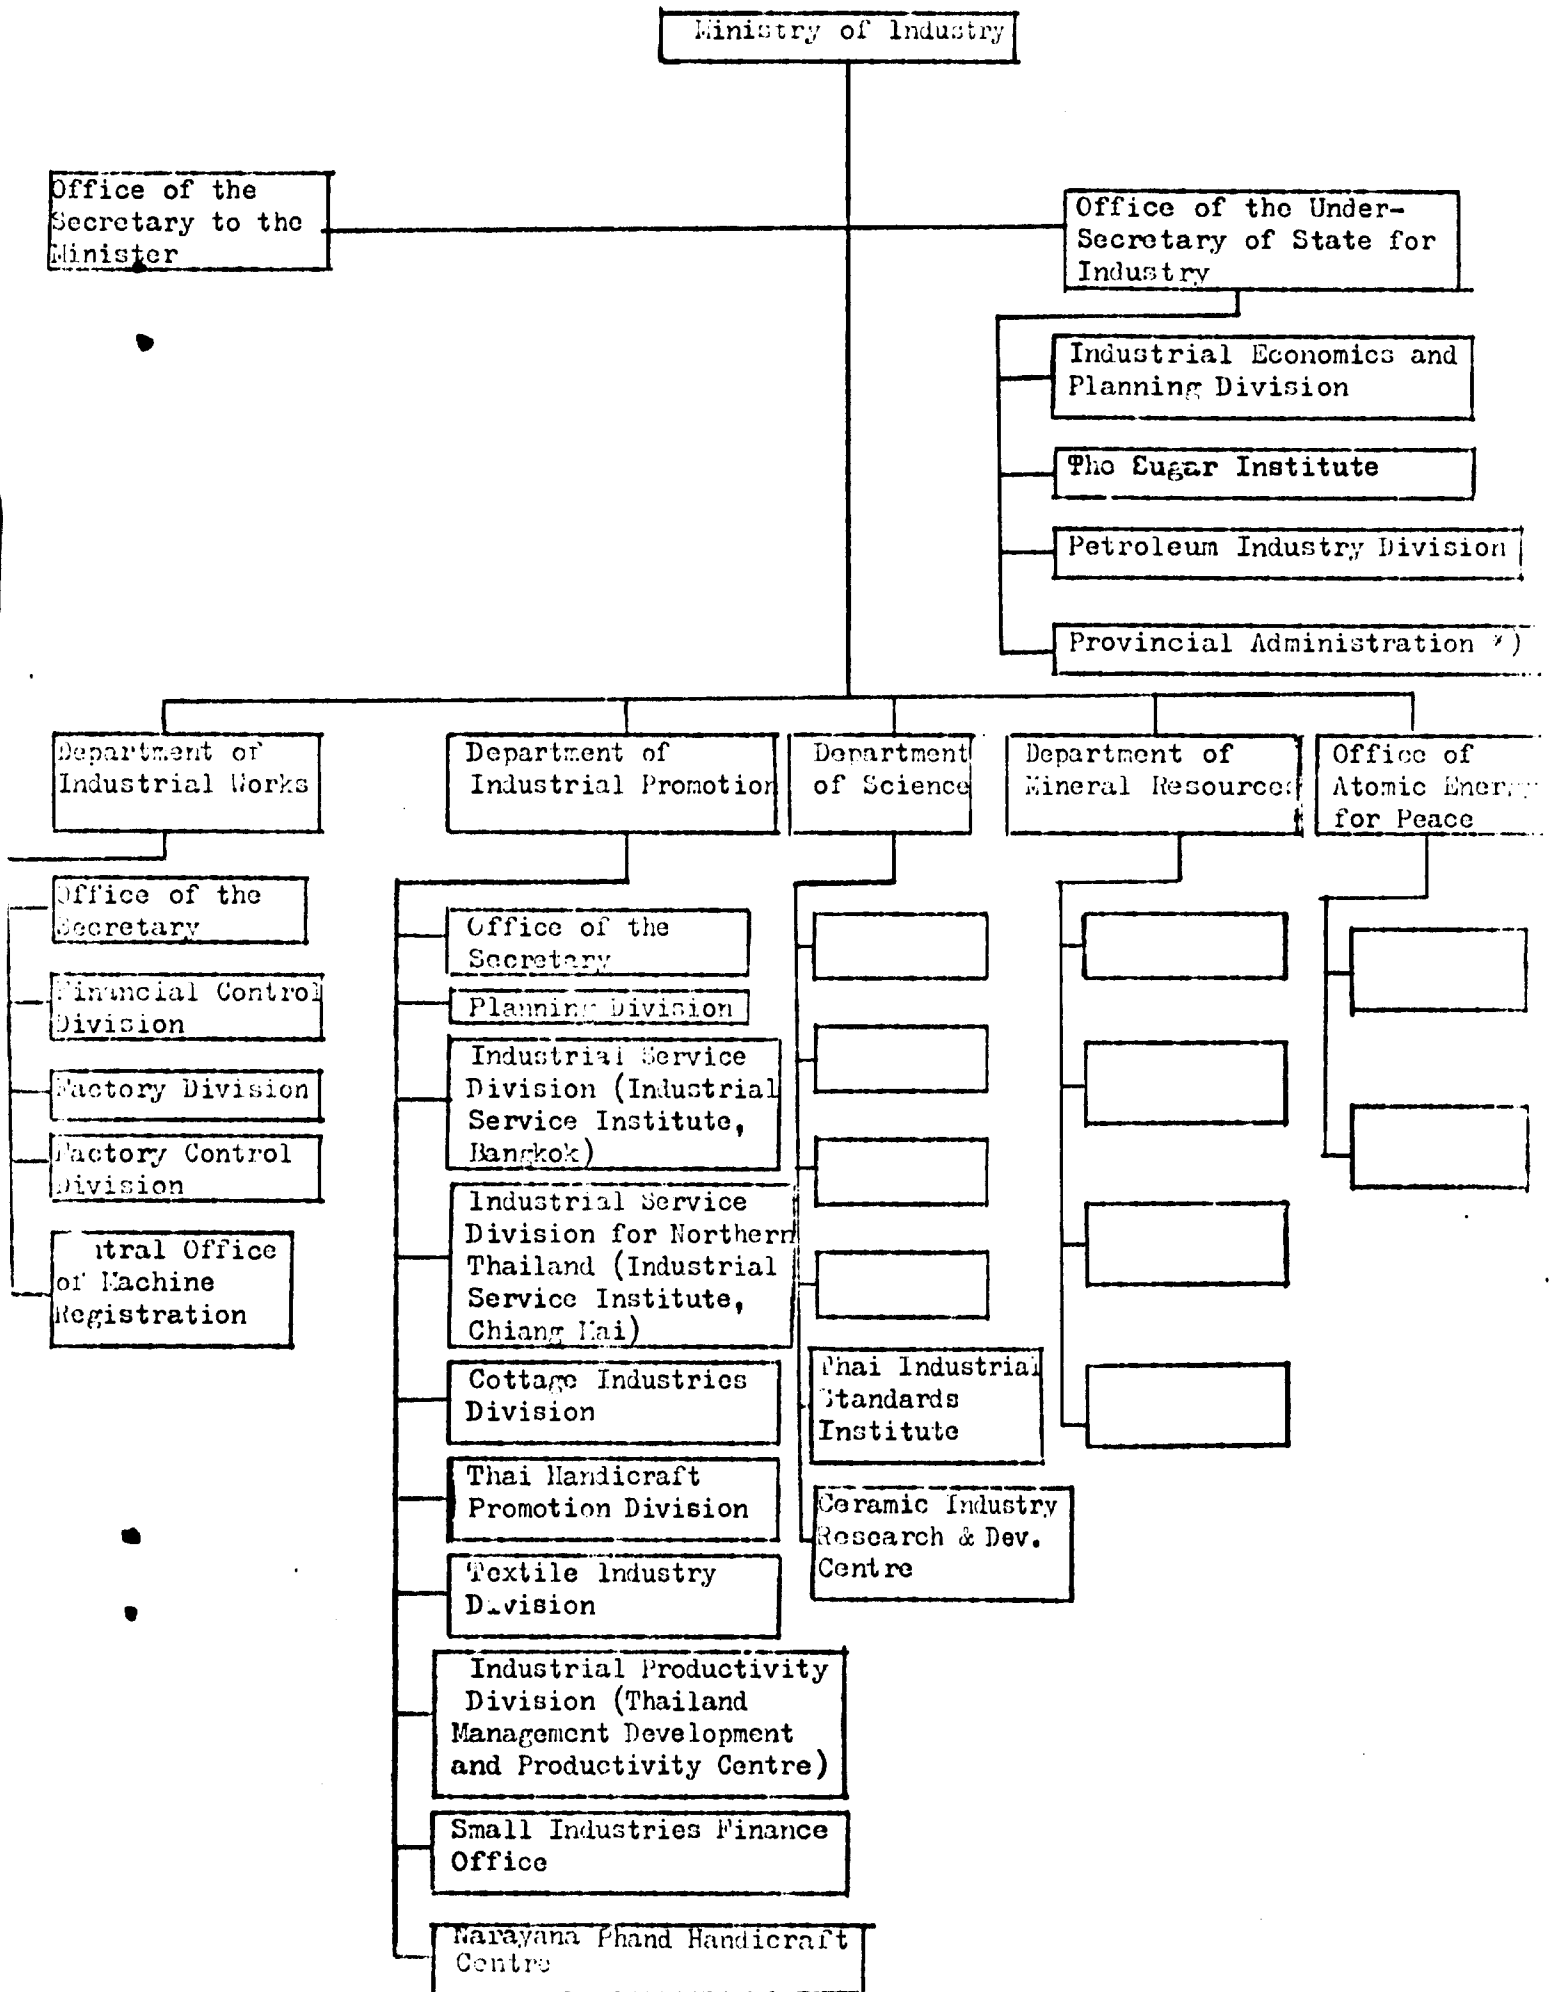 Ministry of Industry
Office of the
Secretary to the
Minister
Office of the Under-
Secretary of State for
Industry
Industrial Economics and
Planning Division
The Sugar Institute
Petroleum Industry Division
Provincial Administration *)
Department of
Industrial Works
Office of the
Secretary
Financial Control
Division
Factory Division
Factory Control
Division
ntral Office
of Machine
Registration
Department of
Industrial Promotion
Office of the
Secretary
Planning Division
Industrial Service
Division (Industrial
Service Institute,
Bangkok)
Industrial Service
Division for Northern
Thailand (Industrial
Service Institute,
Chiang Mai)
Cottage Industries
Division
Thai Handicraft
Promotion Division
Textile Industry
Division
Industrial Productivity
Division (Thailand
Management Development
and Productivity Centre)
Small Industries Finance
Office
Narayana Phand Handicraft
Centre
Department
of Science
Thai Industrial
Standards
Institute
Ceramic Industry
Research & Dev.
Centre
Department of
Mineral Resources
Office of
Atomic Energy
for Peace